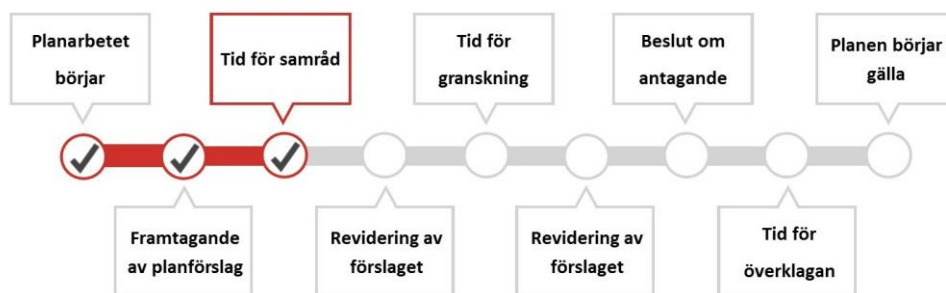 Planarbetet
börjar
Tid för samråd
Tid för
granskning
Beslut om
antagande
Planen börjar
gälla
Framtagande
av planförslag
Revidering av
förslaget
Revidering av
förslaget
Tid för
överklagan